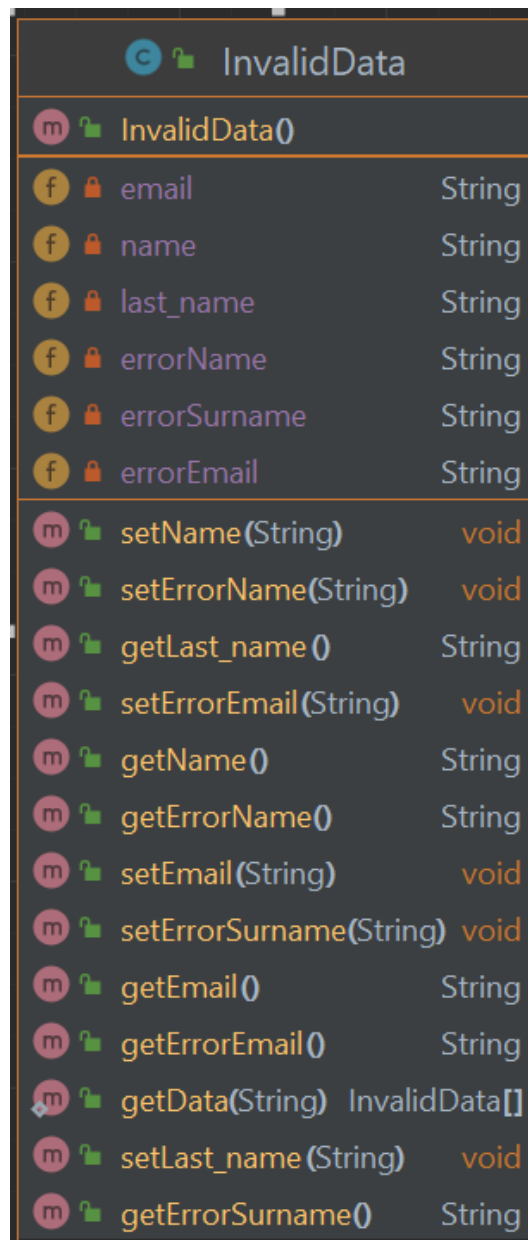 InvalidData
InvalidData()
email String
name String
last_name String
errorName String
errorSurname String
errorEmail String
setName(String) void
setErrorName(String) void
getLast_name() String
setErrorEmail(String) void
getName() String
getErrorName() String
setEmail(String) void
setErrorSurname(String) void
getEmail() String
getErrorEmail() String
getData(String) InvalidData[]
setLast_name(String) void
getErrorSurname() String